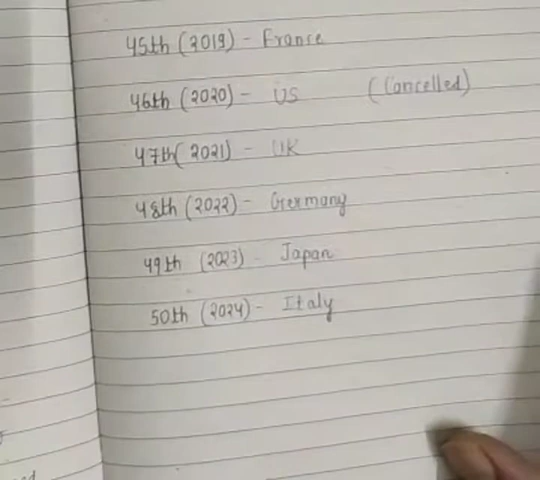 45th (2019) - France
46th (2020) - US (Cancelled)
47th (2021) - UK
48th (2022) - Germany
49th (2023) - Japan
50th (2024) - Italy